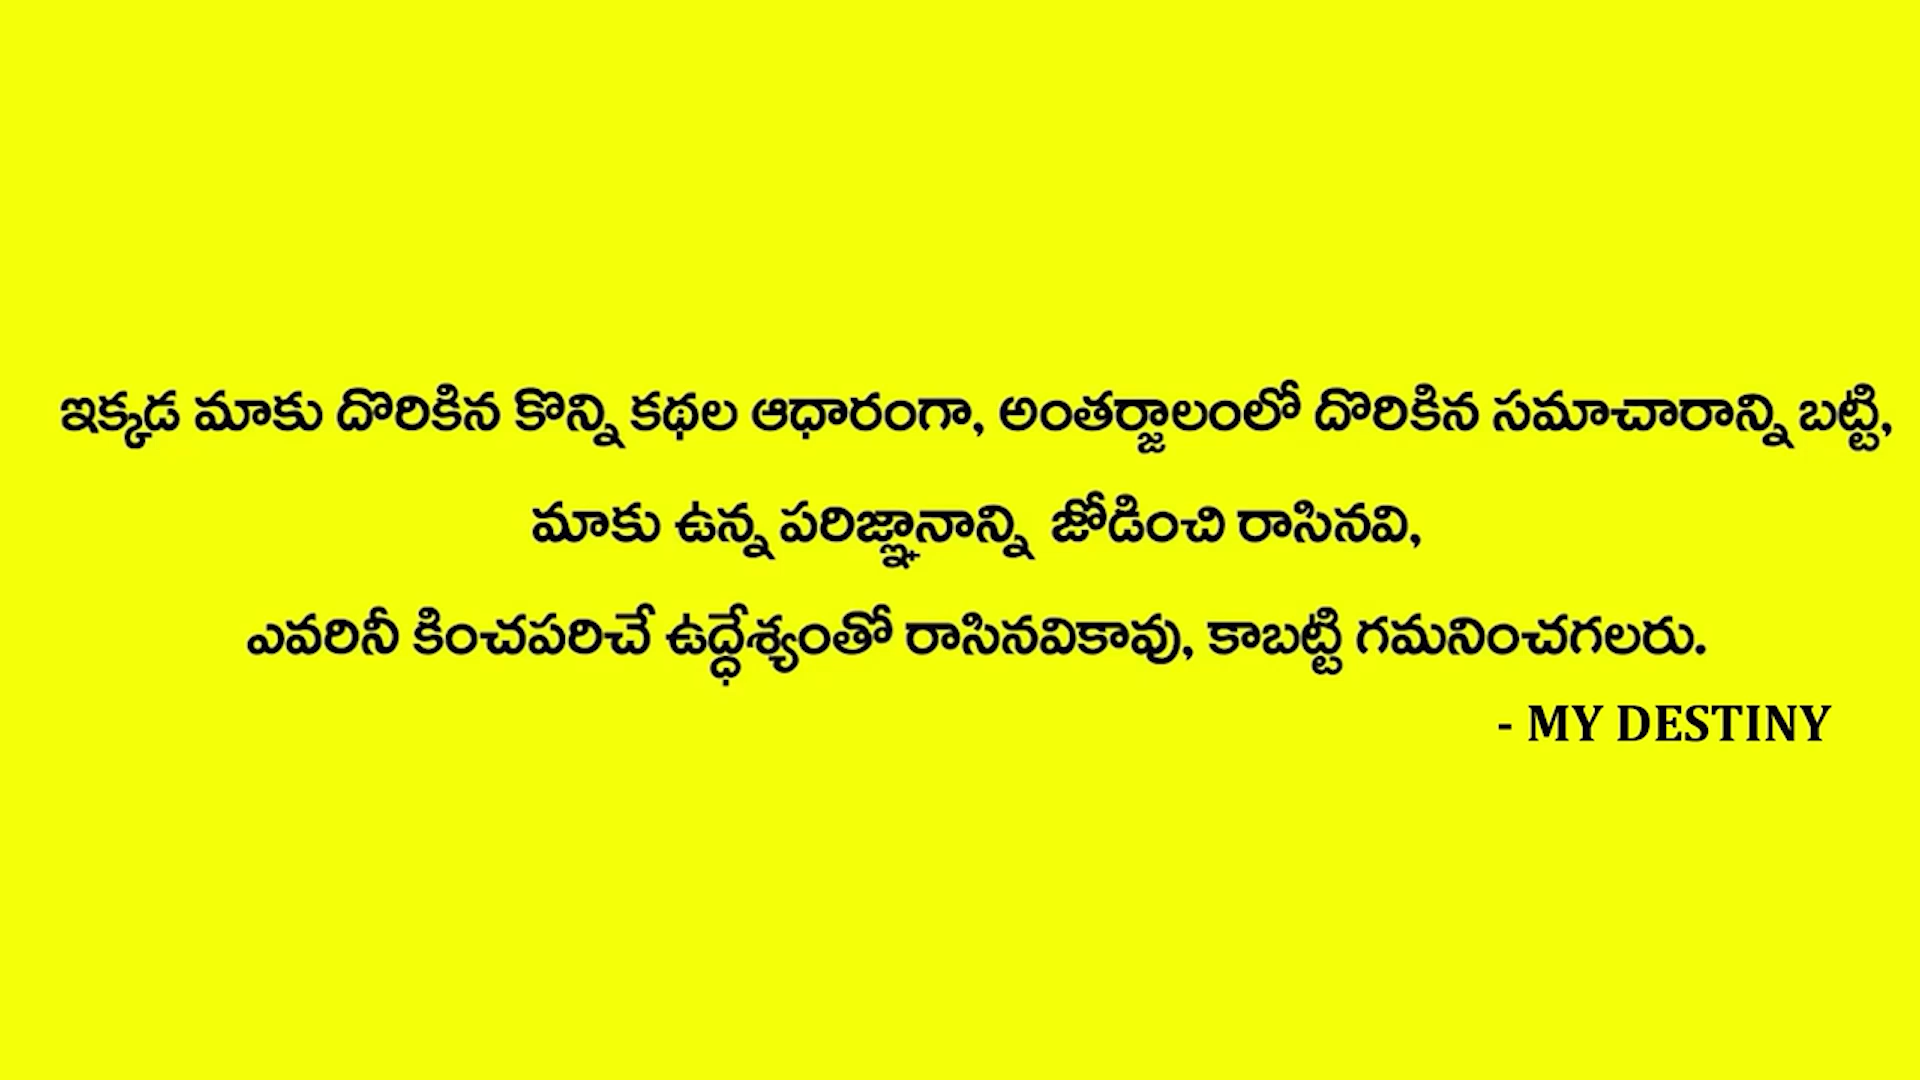 ఇక్కడ మాకు దొరికిన కొన్ని కథల ఆధారంగా, అంతర్జాలంలో దొరికిన సమాచారాన్ని బట్టి,
మాకు ఉన్న పరిజ్ఞానాన్ని జోడించి రాసినవి,
ఎవరినీ కించపరిచే ఉద్ధేశ్యంతో రాసినవికావు, కాబట్టి గమనించగలరు.
- MY DESTINY